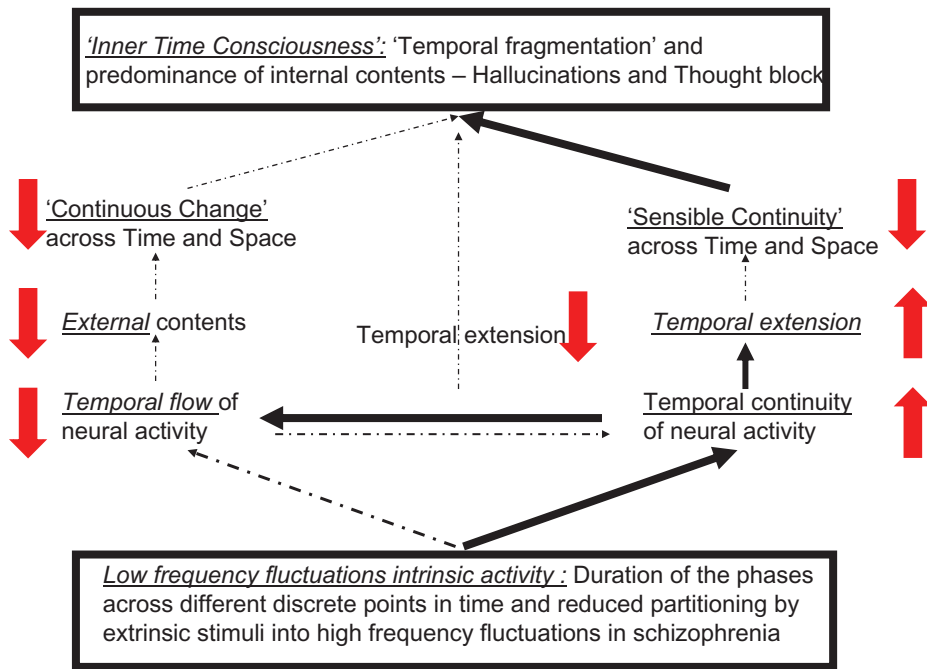 ‘Inner Time Consciousness’: ‘Temporal fragmentation’ and
predominance of internal contents – Hallucinations and Thought block
‘Continuous Change’
across Time and Space
‘Sensible Continuity’
across Time and Space
External contents
Temporal extension
Temporal extension
Temporal flow of
neural activity
Temporal continuity
of neural activity
Low frequency fluctuations intrinsic activity : Duration of the phases
across different discrete points in time and reduced partitioning by
extrinsic stimuli into high frequency fluctuations in schizophrenia